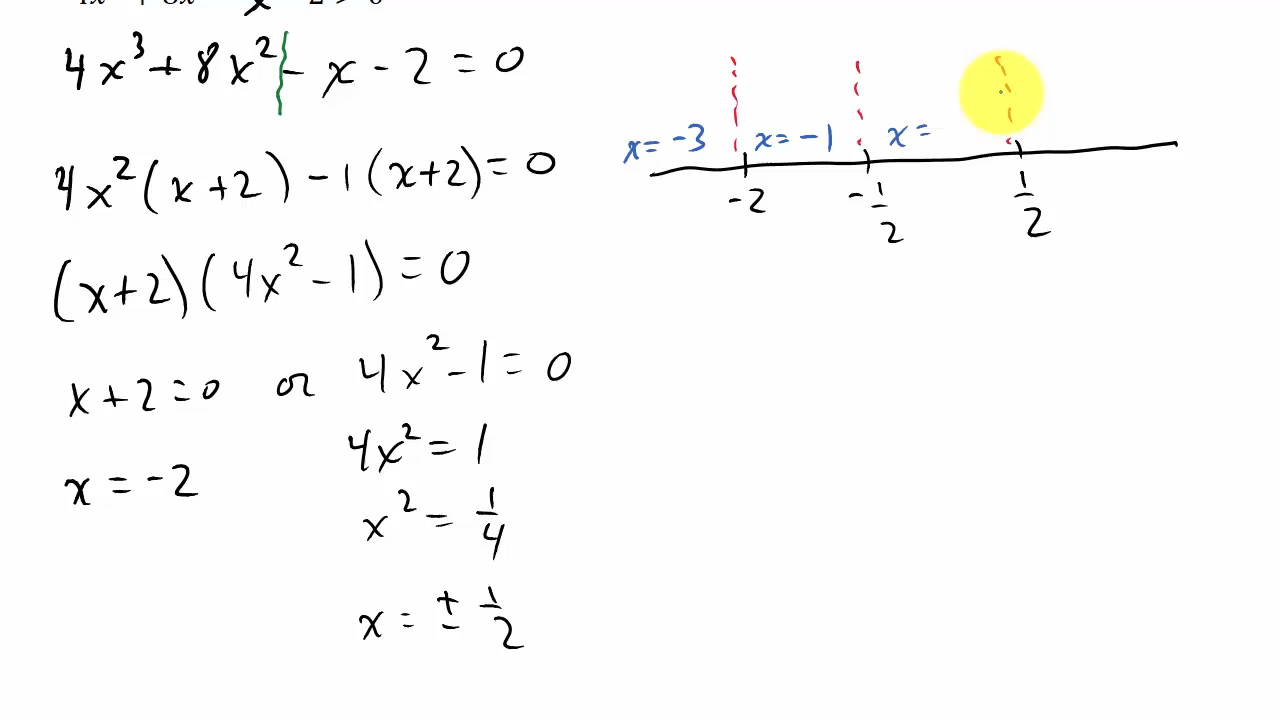 4x³ + 8x² - x - 2 = 0
4x²(x+2) - 1(x+2) = 0
(x+2)(4x² - 1) = 0
x+2=0 or 4x² - 1 = 0
4x² = 1
x = -2
x² = 1/4
x = ± 1/2
x = -3 x = -1 x =
-2 -1/2 1/2